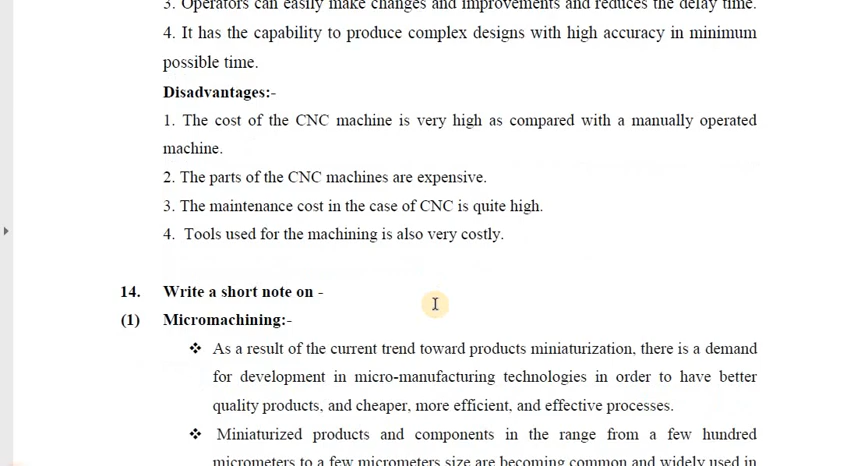 3. Operators can easily make changes and improvements and reduces the delay time.
4. It has the capability to produce complex designs with high accuracy in minimum
possible time.
Disadvantages:-
1. The cost of the CNC machine is very high as compared with a manually operated
machine.
2. The parts of the CNC machines are expensive.
3. The maintenance cost in the case of CNC is quite high.
4. Tools used for the machining is also very costly.
14. Write a short note on -
(1) Micromachining:-
❖ As a result of the current trend toward products miniaturization, there is a demand
for development in micro-manufacturing technologies in order to have better
quality products, and cheaper, more efficient, and effective processes.
❖ Miniaturized products and components in the range from a few hundred
micrometers to a few micrometers size are becoming common and widely used in